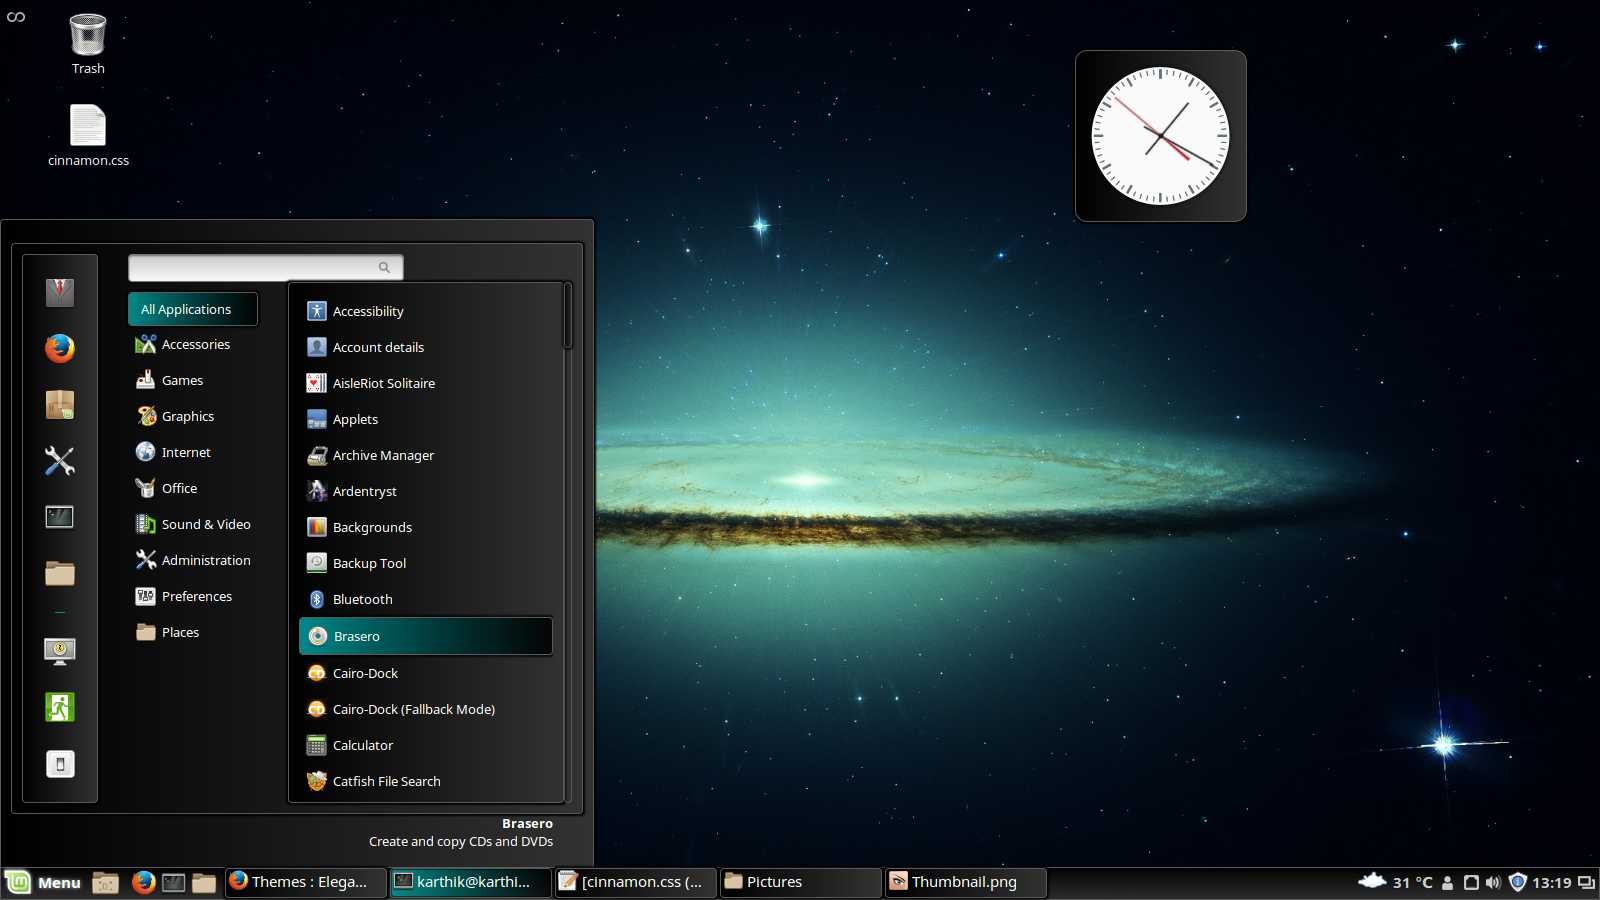 Trash
cinnamon.css
All Applications
Accessories
Games
Graphics
Internet
Office
Sound & Video
Administration
Preferences
Places
Accessibility
Account details
AisleRiot Solitaire
Applets
Archive Manager
Ardentryst
Backgrounds
Backup Tool
Bluetooth
Brasero
Cairo-Dock
Cairo-Dock (Fallback Mode)
Calculator
Catfish File Search
Brasero
Create and copy CDs and DVDs
Menu
Themes : Elega...
karthik@karthi...
[cinnamon.css (...
Pictures
Thumbnail.png
31 °C
13:19